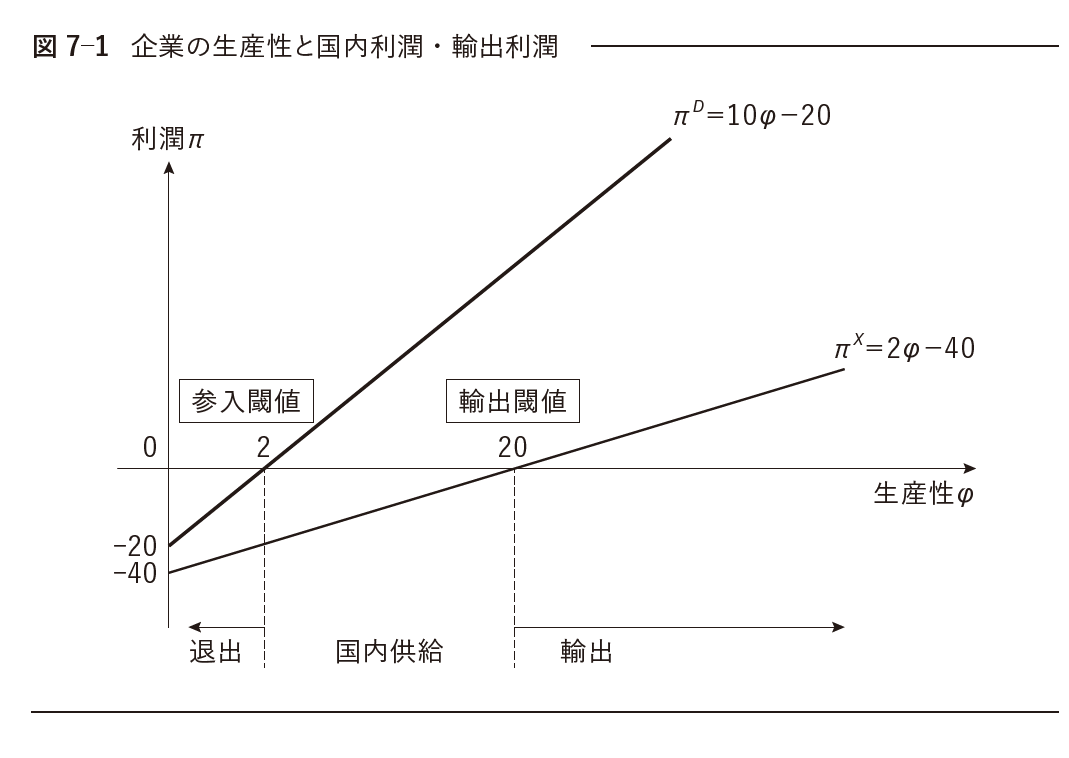 図 7-1 企業の生産性と国内利潤・輸出利潤
π^D=10φ−20
利潤π
π^X=2φ−40
参入閾値
輸出閾値
0
2
20
生産性φ
−20
−40
退出
国内供給
輸出